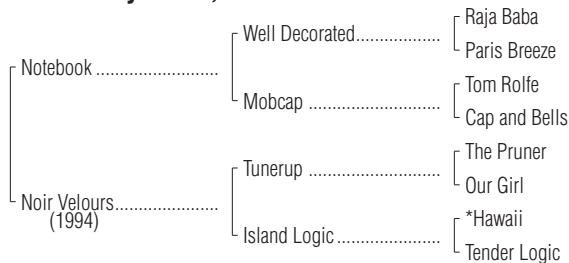 Raja Baba
Well Decorated
Paris Breeze
Notebook
Tom Rolfe
Mobcap
Cap and Bells
The Pruner
Tunerup
Our Girl
Noir Velours
(1994)
*Hawaii
Island Logic
Tender Logic